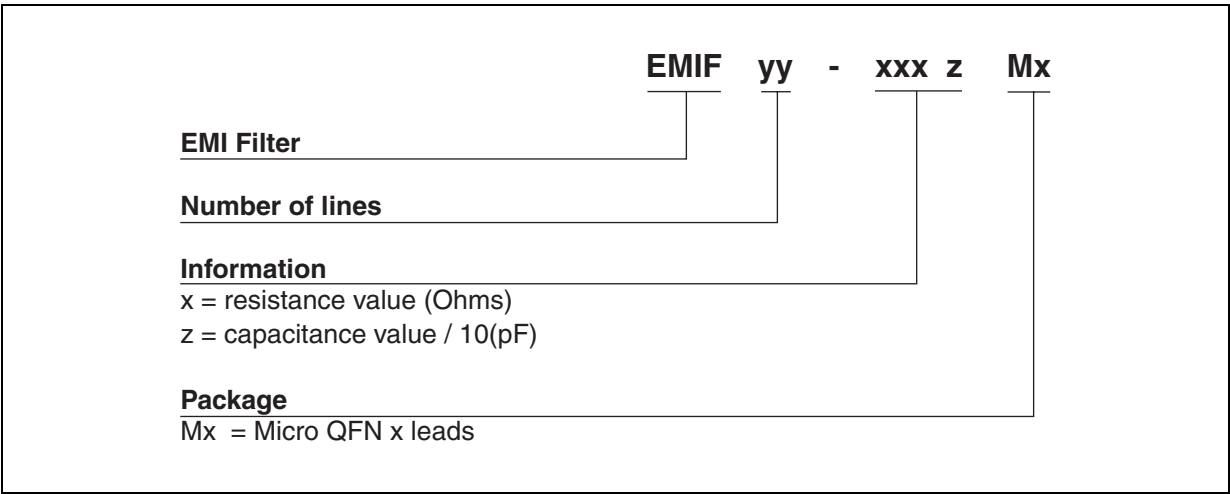 EMIF yy - xxx z Mx
EMI Filter
Number of lines
Information
x = resistance value (Ohms)
z = capacitance value / 10(pF)
Package
Mx = Micro QFN x leads